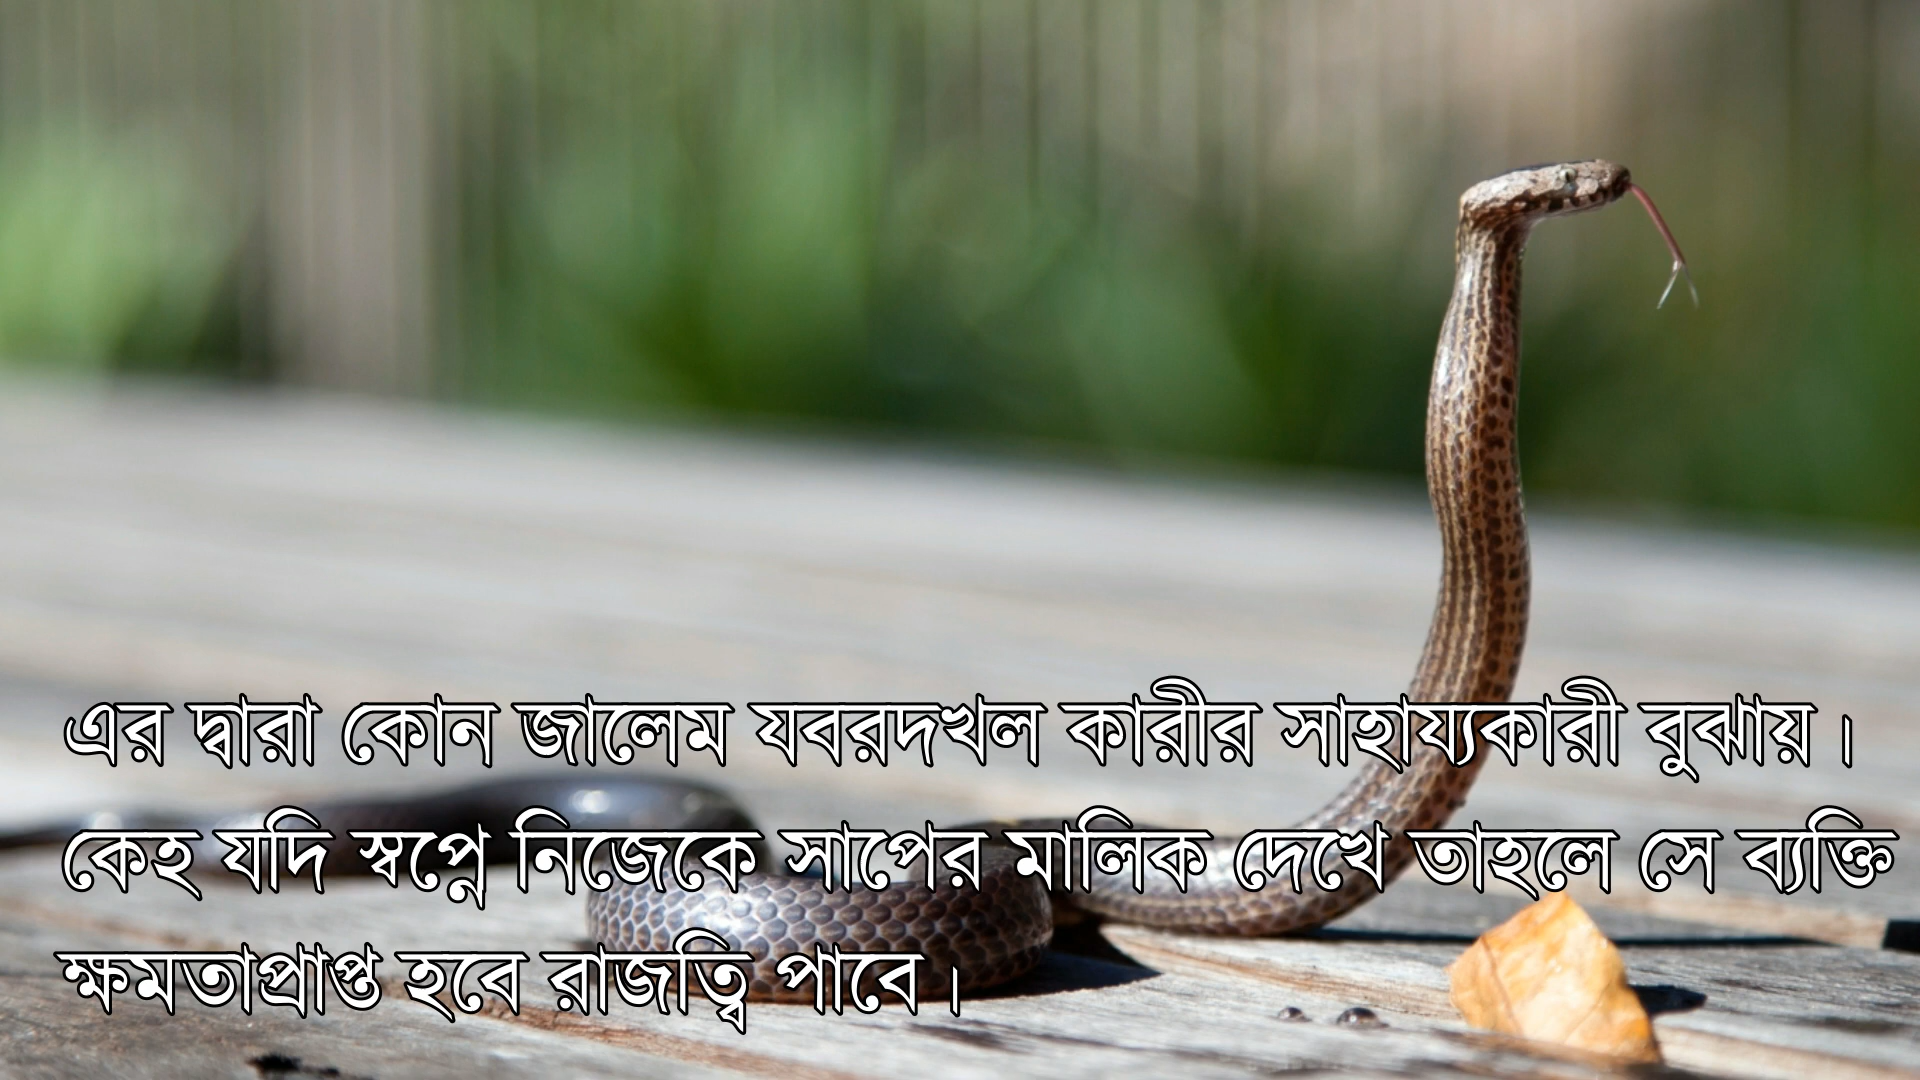 এর দ্বারা কোন জালেম যবরদখল কারীর সাহায্যকারী বুঝায়।
কেহ যদি স্বপ্নে নিজেকে সাপের মালিক দেখে তাহলে সে ব্যক্তি
ক্ষমতাপ্রাপ্ত হবে রাজত্বি পাবে।